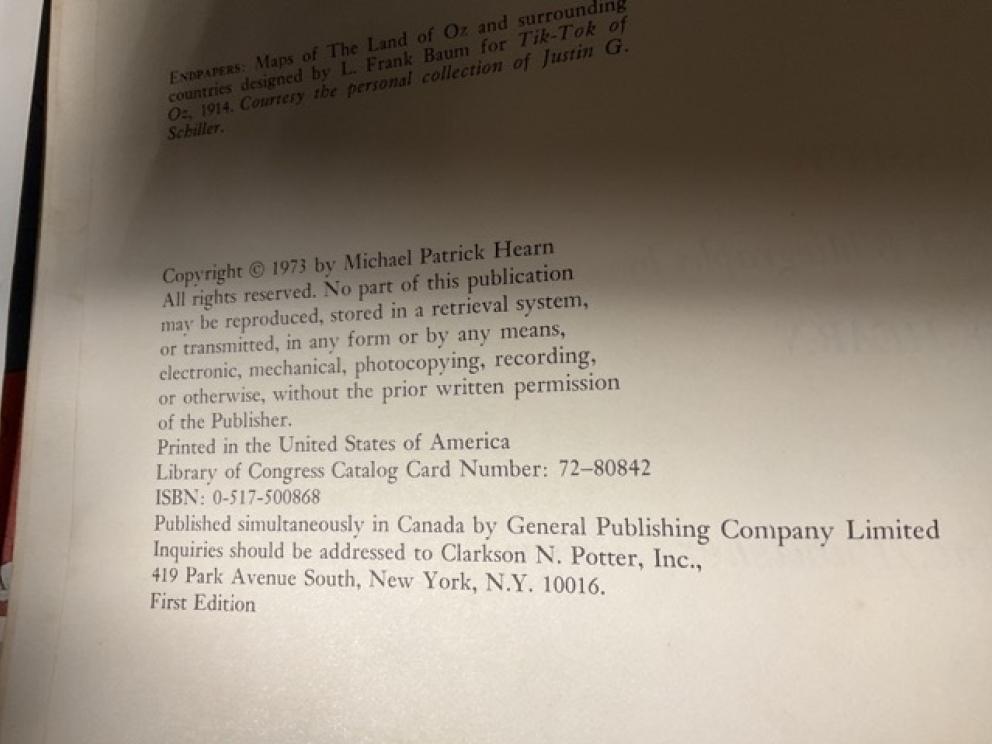 ENDPAPERS: Maps of The Land of Oz and surrounding
countries designed by L. Frank Baum for Tik-Tok of
Oz, 1914. Courtesy the personal collection of Justin G.
Schiller.
Copyright © 1973 by Michael Patrick Hearn
All rights reserved. No part of this publication
may be reproduced, stored in a retrieval system,
or transmitted, in any form or by any means,
electronic, mechanical, photocopying, recording,
or otherwise, without the prior written permission
of the Publisher.
Printed in the United States of America
Library of Congress Catalog Card Number: 72–80842
ISBN: 0-517-500868
Published simultaneously in Canada by General Publishing Company Limited
Inquiries should be addressed to Clarkson N. Potter, Inc.,
419 Park Avenue South, New York, N.Y. 10016.
First Edition